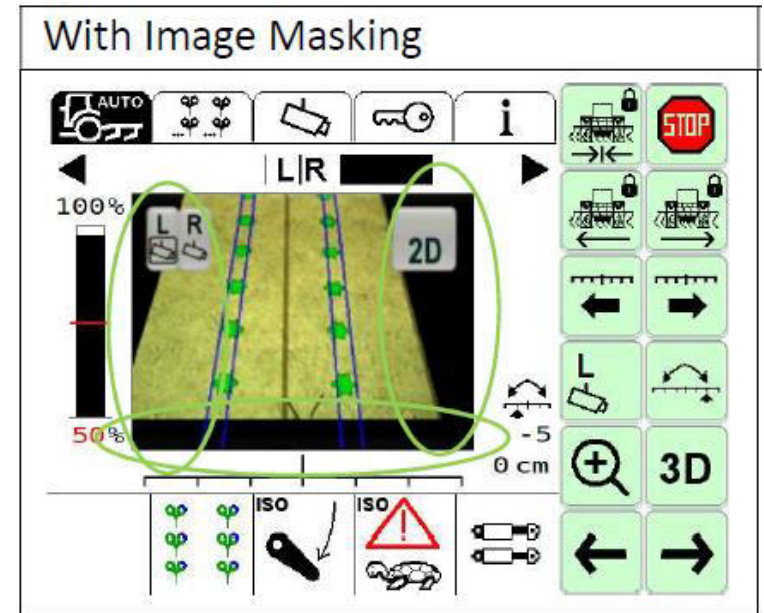 With Image Masking
AUTO
i
STOP
L|R
100%
L R
2D
L
50%
-5
0 cm
3D
ISO
ISO